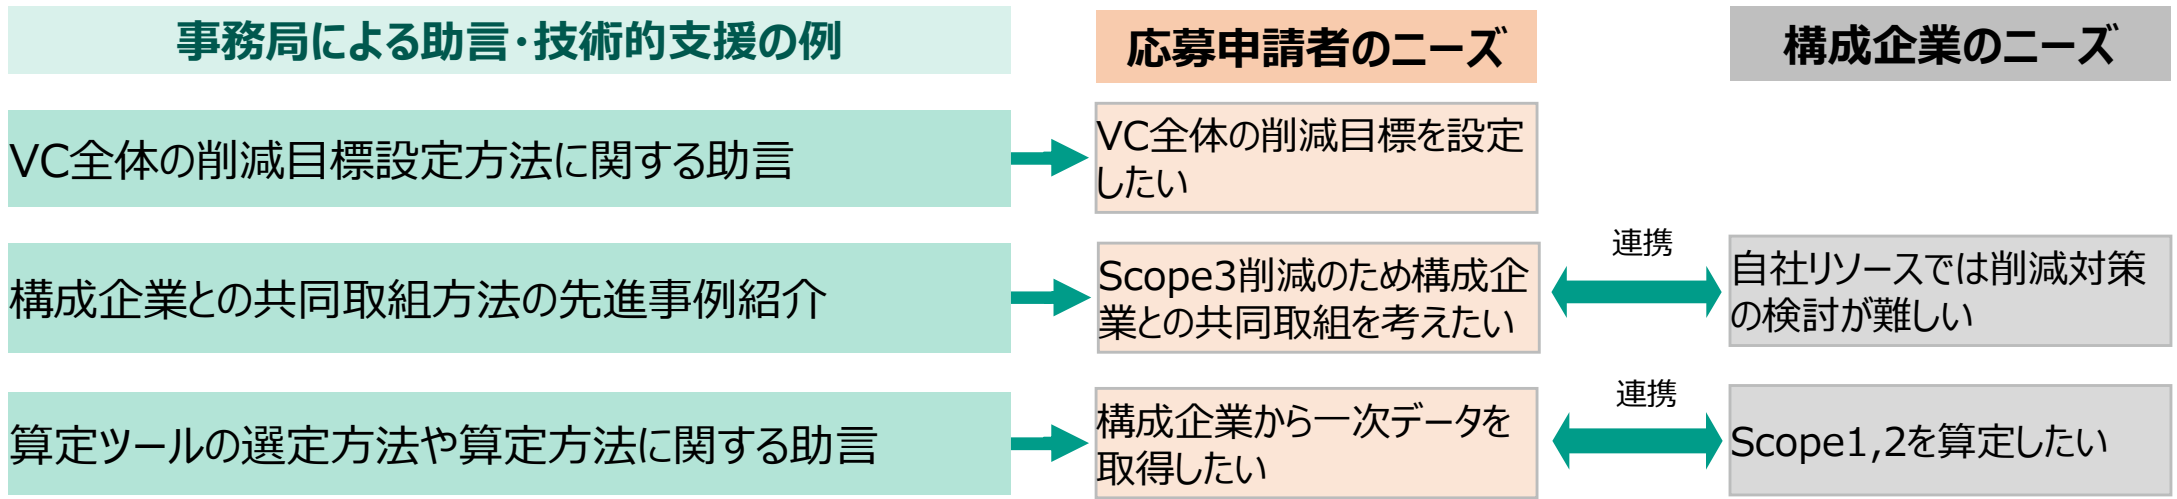 事務局による助言・技術的支援の例
応募申請者のニーズ
構成企業のニーズ
VC全体の削減目標設定方法に関する助言
VC全体の削減目標を設定
したい
構成企業との共同取組方法の先進事例紹介
Scope3削減のため構成企
業との共同取組を考えたい
連携
自社リソースでは削減対策
の検討が難しい
算定ツールの選定方法や算定方法に関する助言
構成企業から一次データを
取得したい
連携
Scope1,2を算定したい